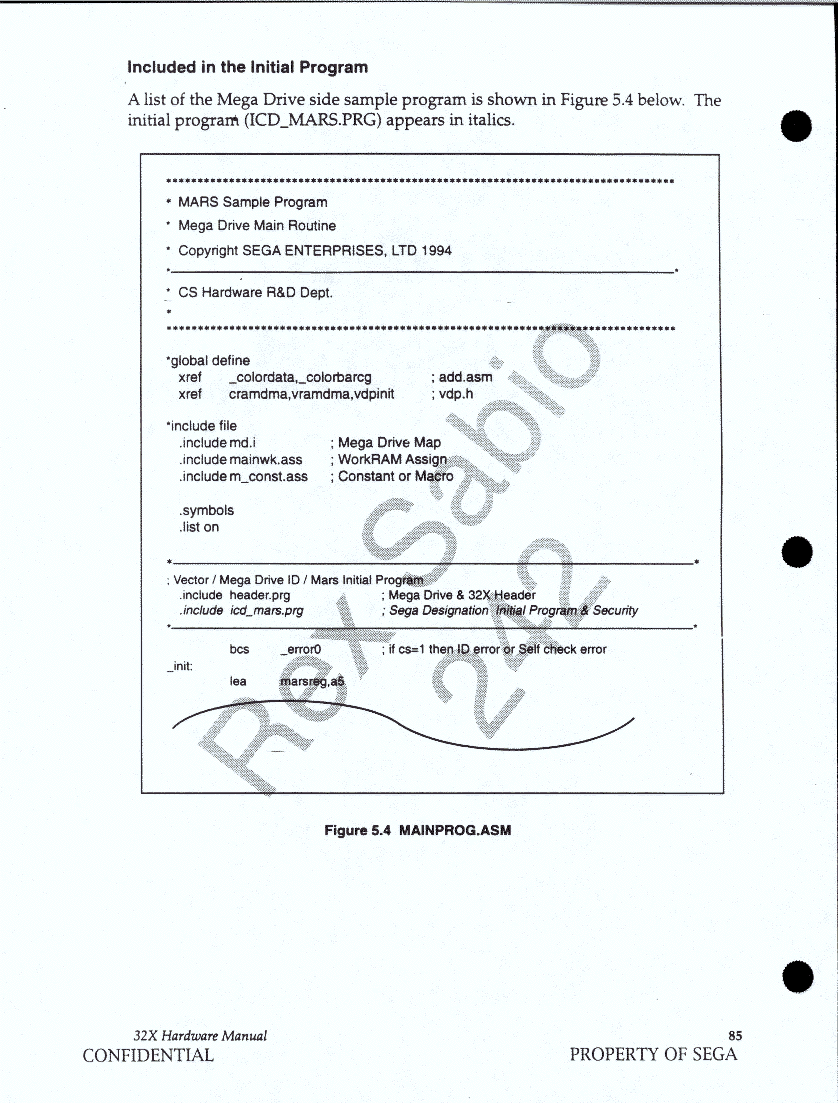 Included in the Initial Program
A list of the Mega Drive side sample program is shown in Figure 5.4 below. The
initial program (ICD_MARS.PRG) appears in italics.
************************************************************************************
* MARS Sample Program
* Mega Drive Main Routine
* Copyright SEGA ENTERPRISES, LTD 1994
*____________________________________________________________*
* CS Hardware R&D Dept.
*
************************************************************************************
*global define
xref _colordata,_colorbarcg ; add.asm
xref cramdma,vramdma,vdpinit ; vdp.h
*include file
.include md.i ; Mega Drive Map
.include mainwk.ass ; WorkRAM Assign
.include m_const.ass ; Constant or Macro
.symbols
.list on
*____________________________________________________________*
; Vector / Mega Drive ID / Mars Initial Program
.include header.prg ; Mega Drive & 32X Header
.include icd_mars.prg ; Sega Designation Initial Program & Security
*____________________________________________________________*
bcs _error0 ; if cs=1 then ID error or Self check error
_init:
lea marsreg,a5
Rex Sabio
242
Figure 5.4 MAINPROG.ASM
32X Hardware Manual 85
CONFIDENTIAL PROPERTY OF SEGA